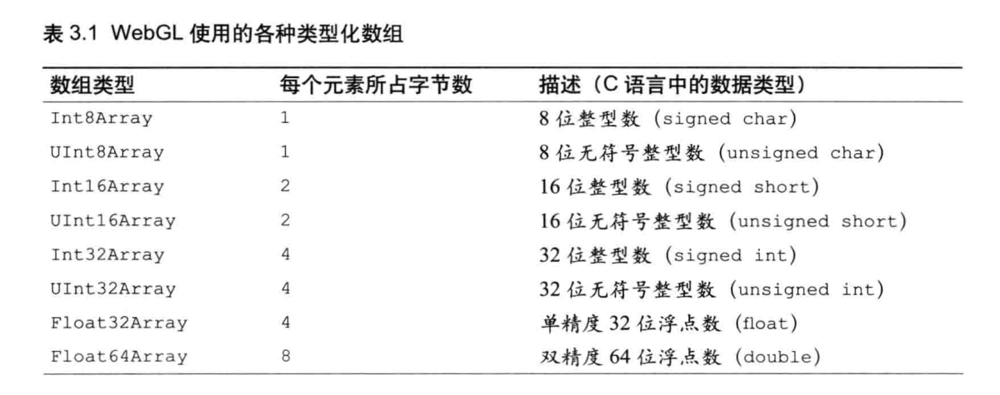 表 3.1 WebGL 使用的各种类型化数组
数组类型 每个元素所占字节数 描述（C 语言中的数据类型）
Int8Array 1 8 位整型数（signed char）
UInt8Array 1 8 位无符号整型数（unsigned char）
Int16Array 2 16 位整型数（signed short）
UInt16Array 2 16 位无符号整型数（unsigned short）
Int32Array 4 32 位整型数（signed int）
UInt32Array 4 32 位无符号整型数（unsigned int）
Float32Array 4 单精度 32 位浮点数（float）
Float64Array 8 双精度 64 位浮点数（double）